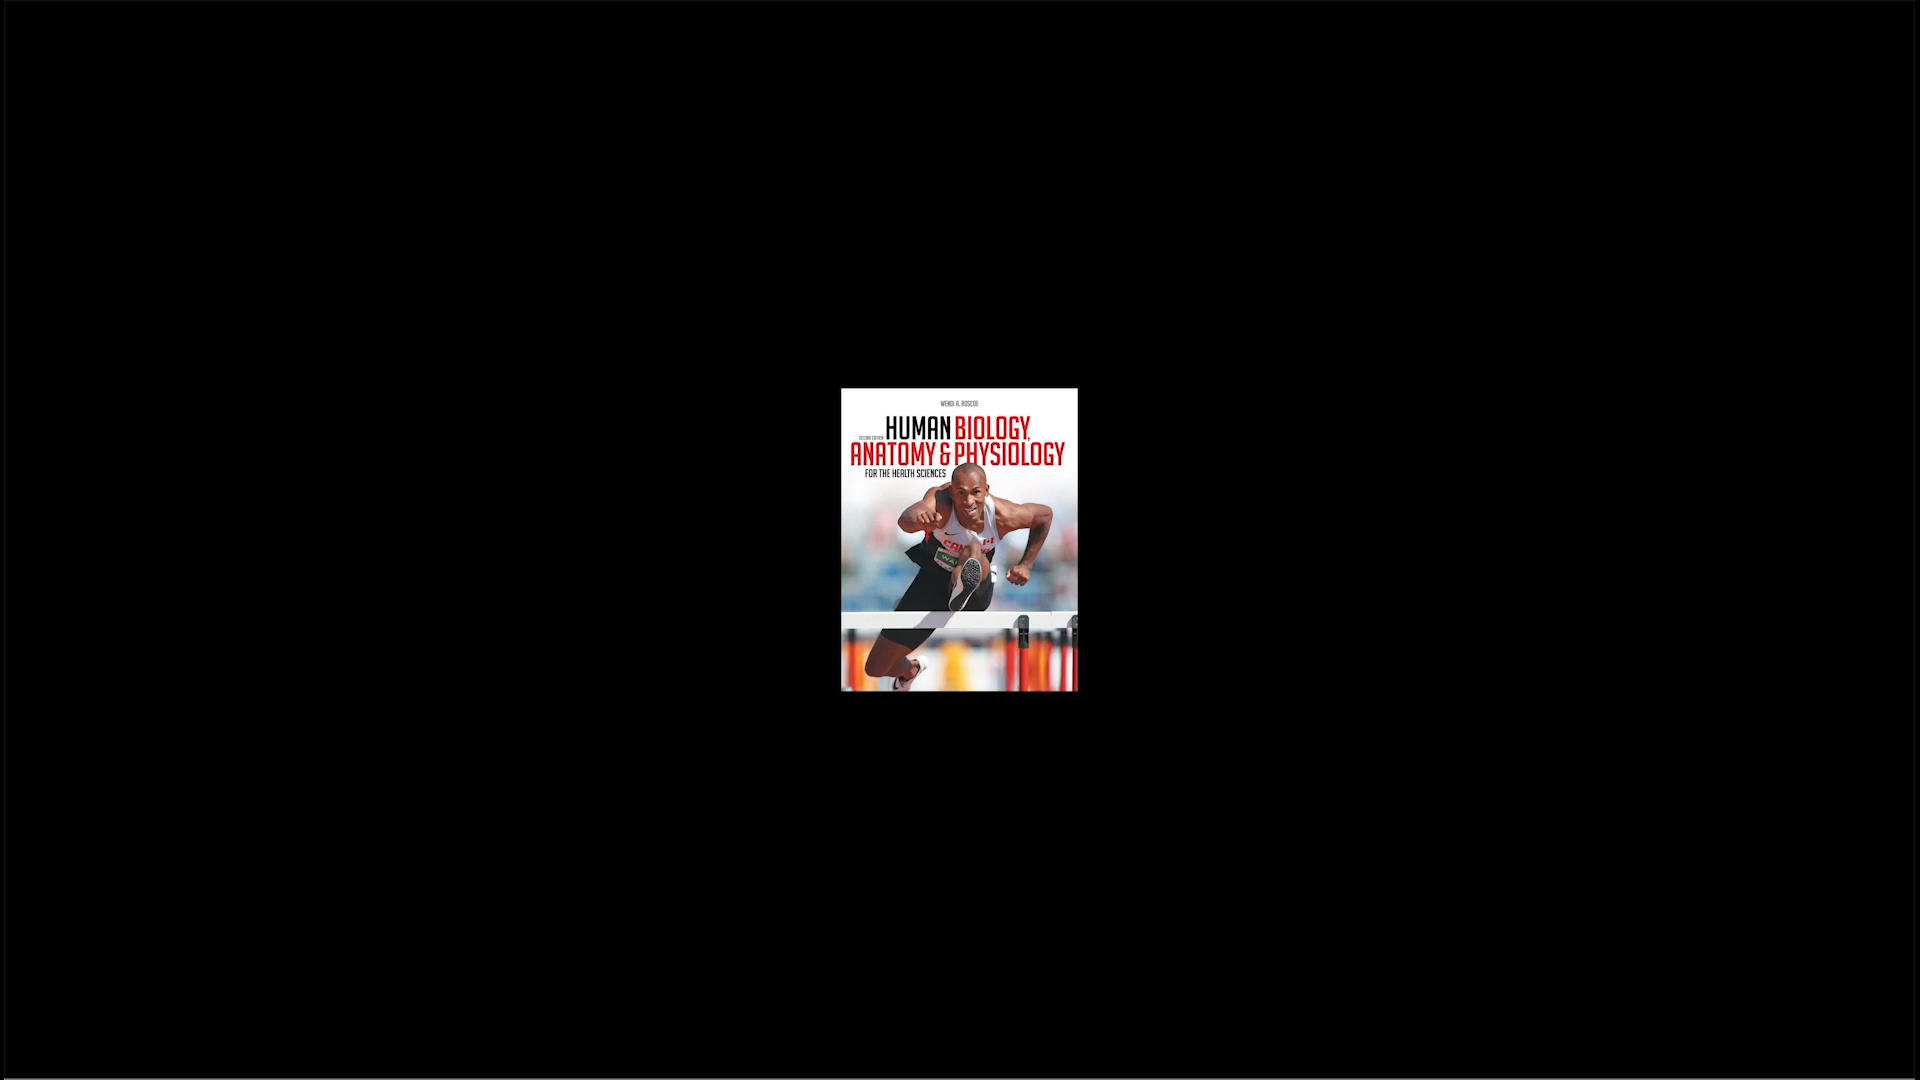 WENDI A. ROSCOE
SECOND EDITION HUMAN BIOLOGY,
ANATOMY & PHYSIOLOGY
FOR THE HEALTH SCIENCES